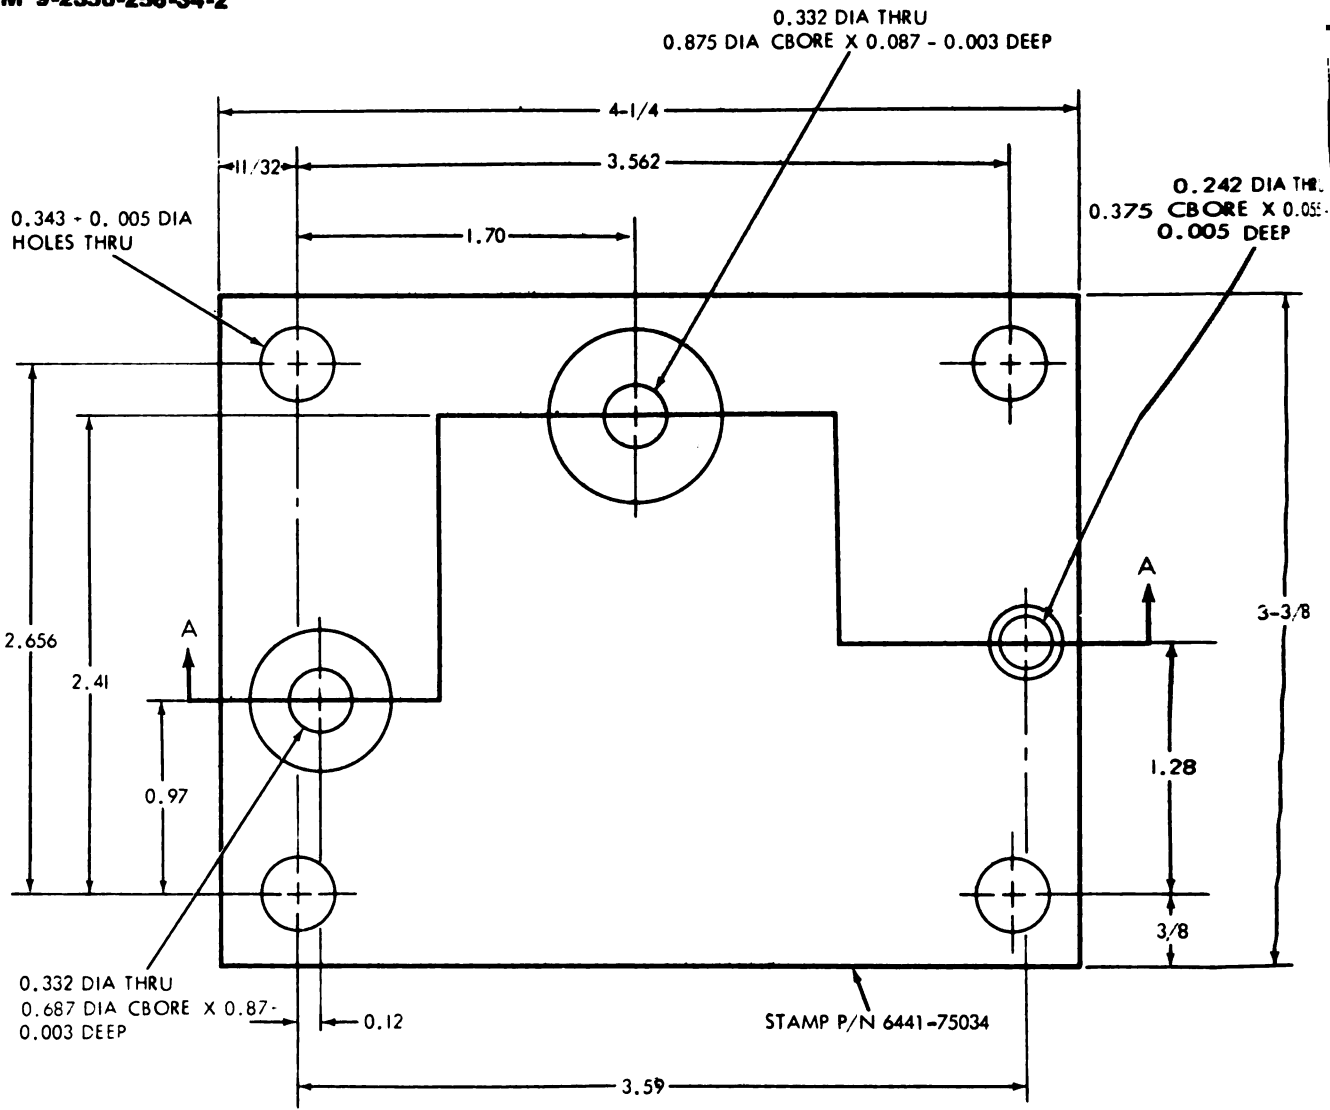 0.332 DIA THRU
0.875 DIA CBORE X 0.087 - 0.003 DEEP
4-1/4
11/32
3.562
0.242 DIA
0.375 CBORE X
0.005 DEEP
0.343 - 0.005 DIA
HOLES THRU
1.70
A
A
3-3/8
2.656
2.41
0.97
1.28
3/8
0.332 DIA THRU
0.687 DIA CBORE X 0.87-
0.003 DEEP
0.12
STAMP P/N 6441-75034
3.59